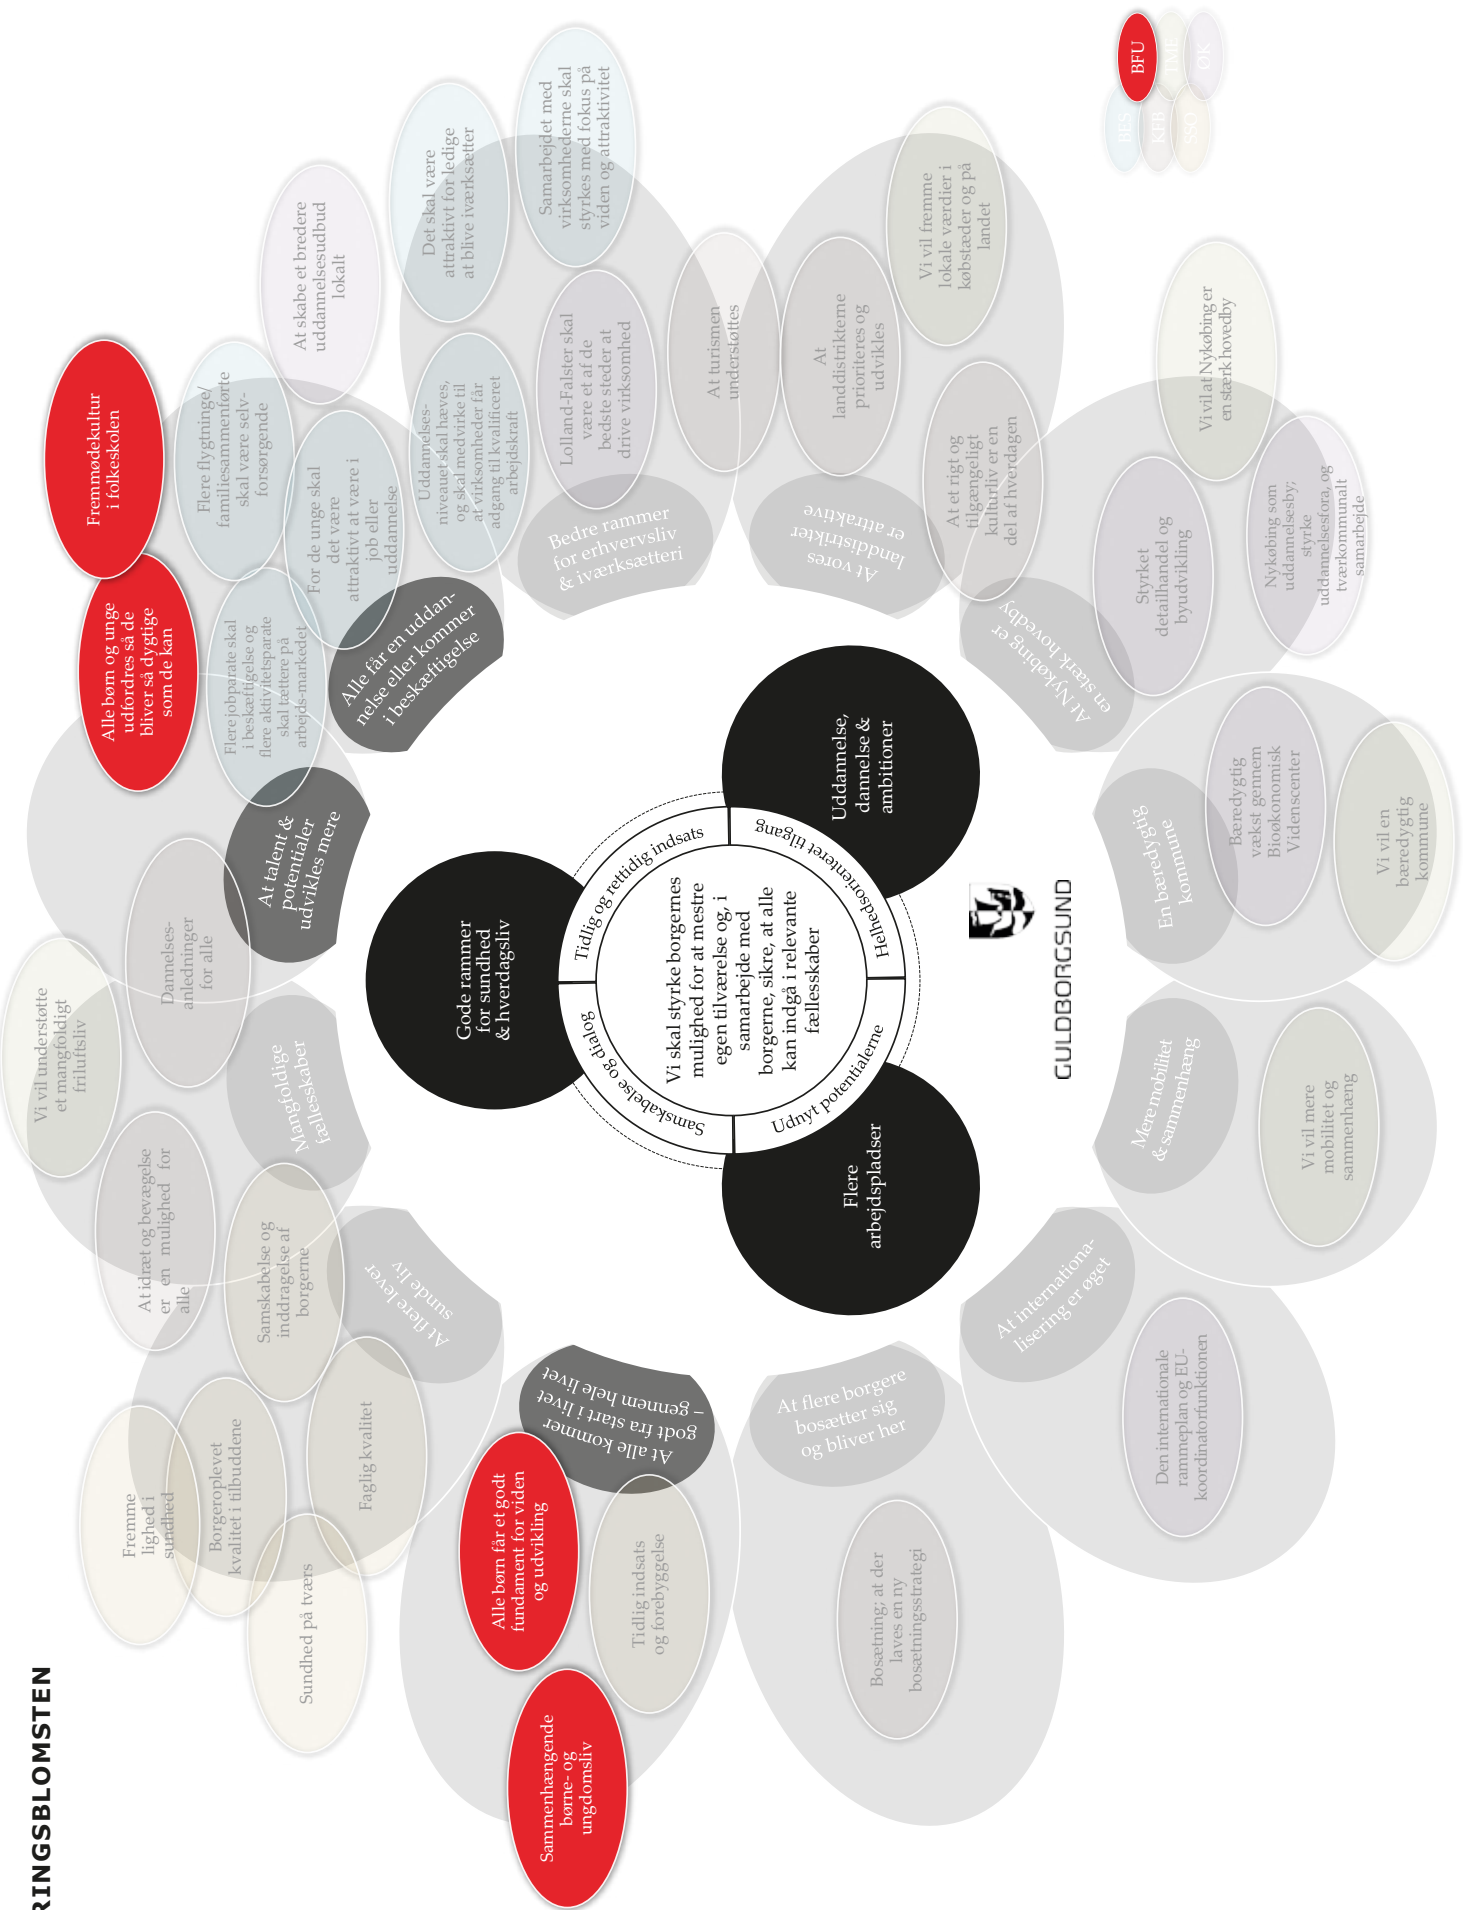 RINGSBLOMSTEN
BFU
TMF
ØK
BES
KFB
SSO
Fremmødekultur
i folkeskolen
Alle børn og unge
udfordres så de
bliver så dygtige
som de kan
Flere flygtninge/
familiesammenførte
skal være selv-
forsørgende
At skabe et bredere
uddannelsesudbud
lokalt
For de unge skal
det være
attraktivt at være i
job eller
uddannelse
Flere jobparate skal
i beskæftigelse og
flere aktivitetsparate
skal tættere på
arbejds-markedet
Alle får en uddan-
nelse eller kommer
i beskæftigelse
Det skal være
attraktivt for ledige
at blive iværksætter
Samarbejdet med
virksomhederne skal
styrkes med fokus på
viden og attraktivitet
Uddannelses-
niveauet skal hæves,
og skal medvirke til
at virksomheder får
adgang til kvalificeret
arbejdskraft
Lolland-Falster skal
være et af de
bedste steder at
drive virksomhed
Bedre rammer
for erhvervsliv
& iværksætteri
At turismen
understøttes
At
landdistrikterne
prioriteres og
udvikles
Vi vil fremme
lokale værdier i
købstæder og på
landet
At vores
landdistrikter
er attraktive
At et rigt og
tilgængeligt
kulturliv er en
del af hverdagen
Vi vil at Nykøbing er
en stærk hovedby
Styrket
detailhandel og
byudvikling
Nykøbing som
uddannelsesby;
styrke
uddannelsesfora, og
tværkommunalt
samarbejde
At Nykøbing er
en stærk hovedby
Bæredygtig
vækst gennem
Bioøkonomisk
Videnscenter
Vi vil en
bæredygtig
kommune
En bæredygtig
kommune
Mere mobilitet
& sammenhæng
Vi vil mere
mobilitet og
sammenhæng
At internationa-
lisering er øget
Den internationale
rammeplan og EU-
koordinatorfunktionen
At flere borgere
bosætter sig
og bliver her
Bosætning; at der
laves en ny
bosætningsstrategi
At alle kommer
godt fra start i livet
– gennem hele livet
Alle børn får et godt
fundament for viden
og udvikling
Tidlig indsats
og forebyggelse
Sammenhængende
børne- og
ungdomsliv
At flere lever
sunde liv
Samskabelse og
inddragelse af
borgerne
Faglig kvalitet
Borgeroplevet
kvalitet i tilbuddene
Fremme
lighed i
sundhed
Sundhed på tværs
Mangfoldige
fællesskaber
At idræt og bevægelse
er en mulighed for
alle
Vi vil understøtte
et mangfoldigt
friluftsliv
Dannelses-
anledninger
for alle
At talent &
potentialer
udvikles mere
Gode rammer
for sundhed
& hverdagsliv
Uddannelse,
dannelse &
ambitioner
Flere
arbejdspladser
Tidlig og rettidig indsats
Helhedsorienteret tilgang
Udnyt potentialerne
Samskabelse og dialog
Vi skal styrke borgernes
mulighed for at mestre
egen tilværelse og, i
samarbejde med
borgerne, sikre, at alle
kan indgå i relevante
fællesskaber
GULDBORGSUND